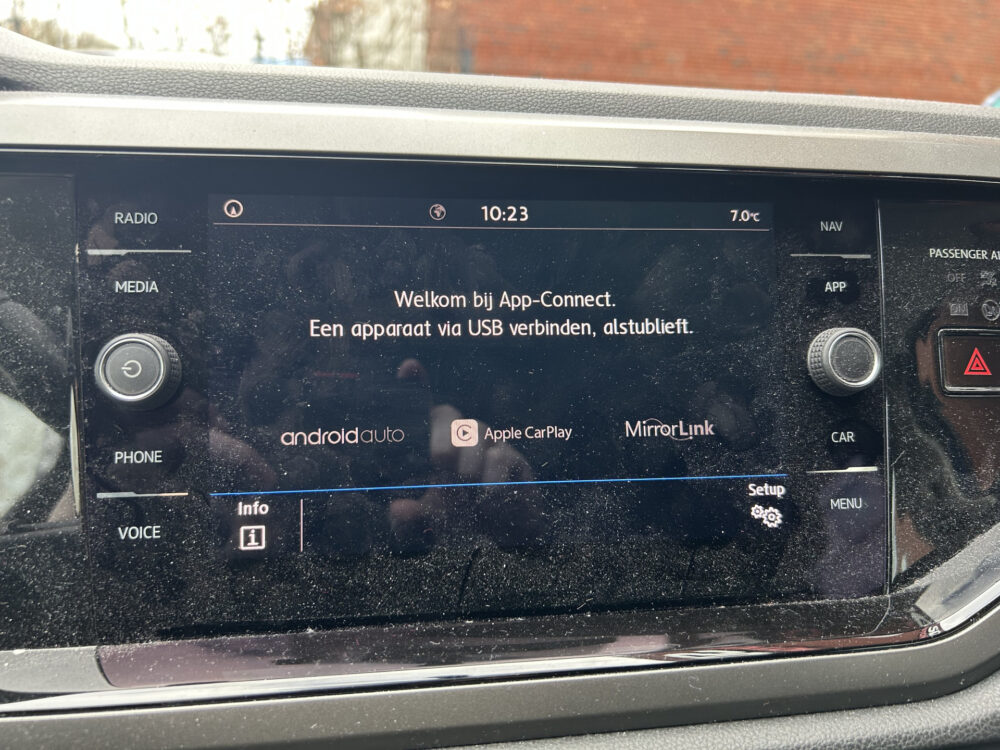 10:23
7.0°C
RADIO
MEDIA
PHONE
VOICE
Welkom bij App-Connect.
Een apparaat via USB verbinden, alstublieft.
androidauto
Apple CarPlay
MirrorLink
Info
i
Setup
NAV
APP
CAR
MENU
PASSENGER
OFF